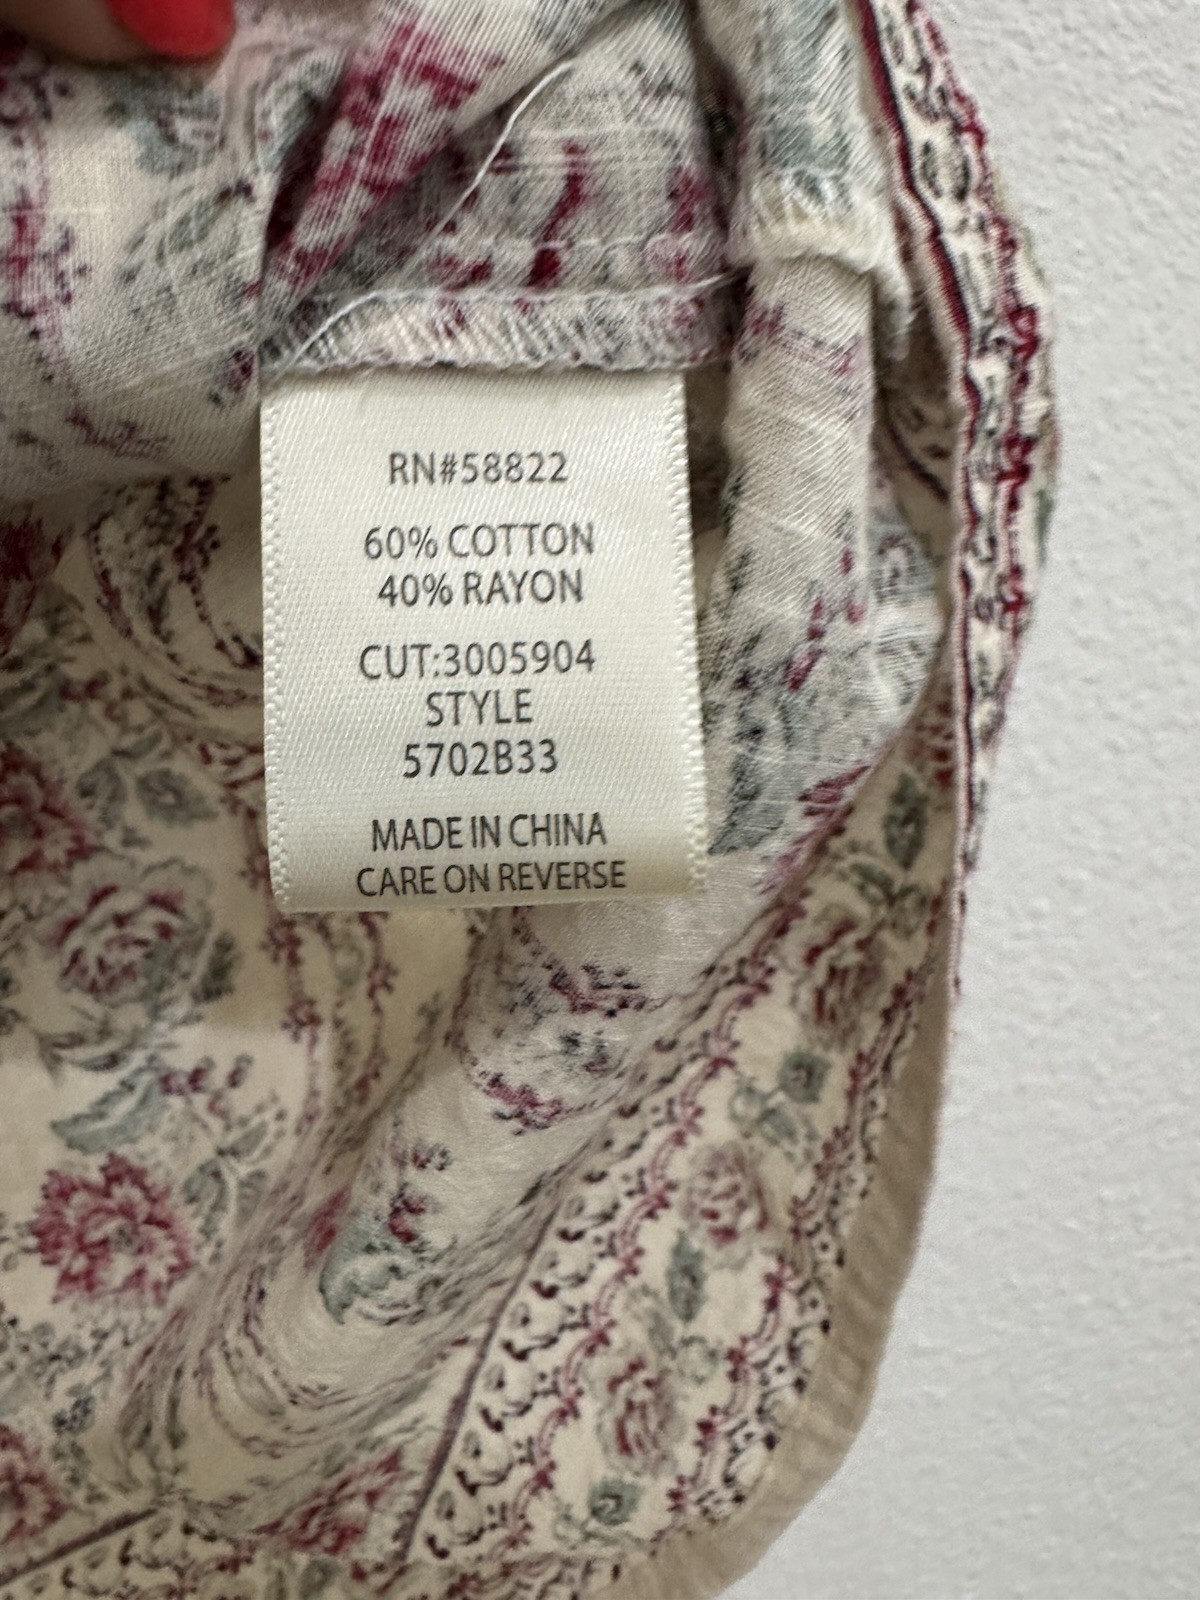 RN#58822
60% COTTON
40% RAYON
CUT:3005904
STYLE
5702B33
MADE IN CHINA
CARE ON REVERSE